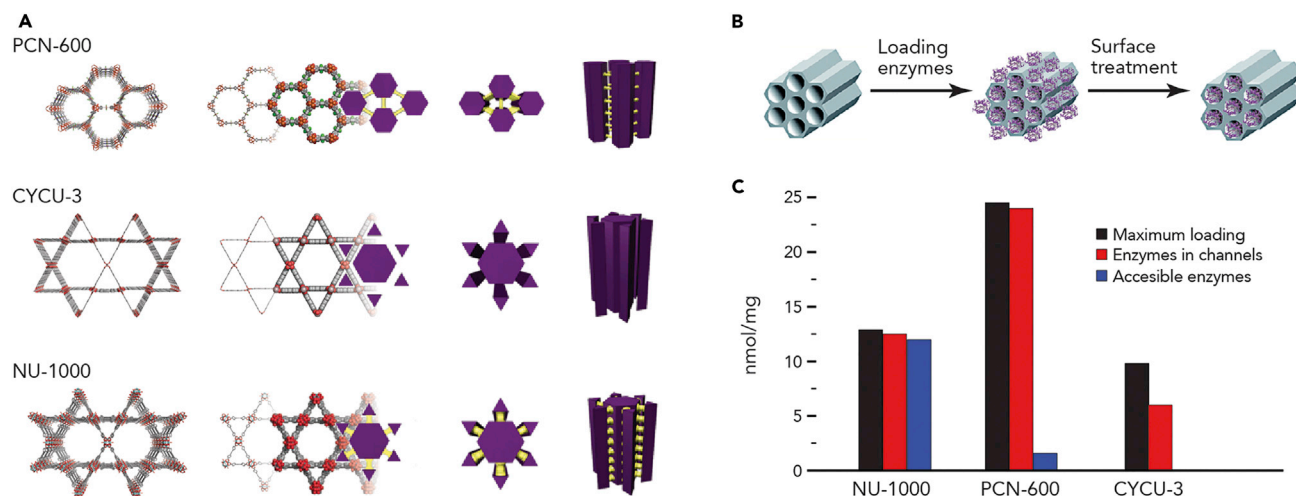 A
PCN-600
CYCU-3
NU-1000
B
Loading
enzymes
Surface
treatment
C
25
20
15
10
5
0
nmol/mg
Maximum loading
Enzymes in channels
Accesible enzymes
NU-1000
PCN-600
CYCU-3